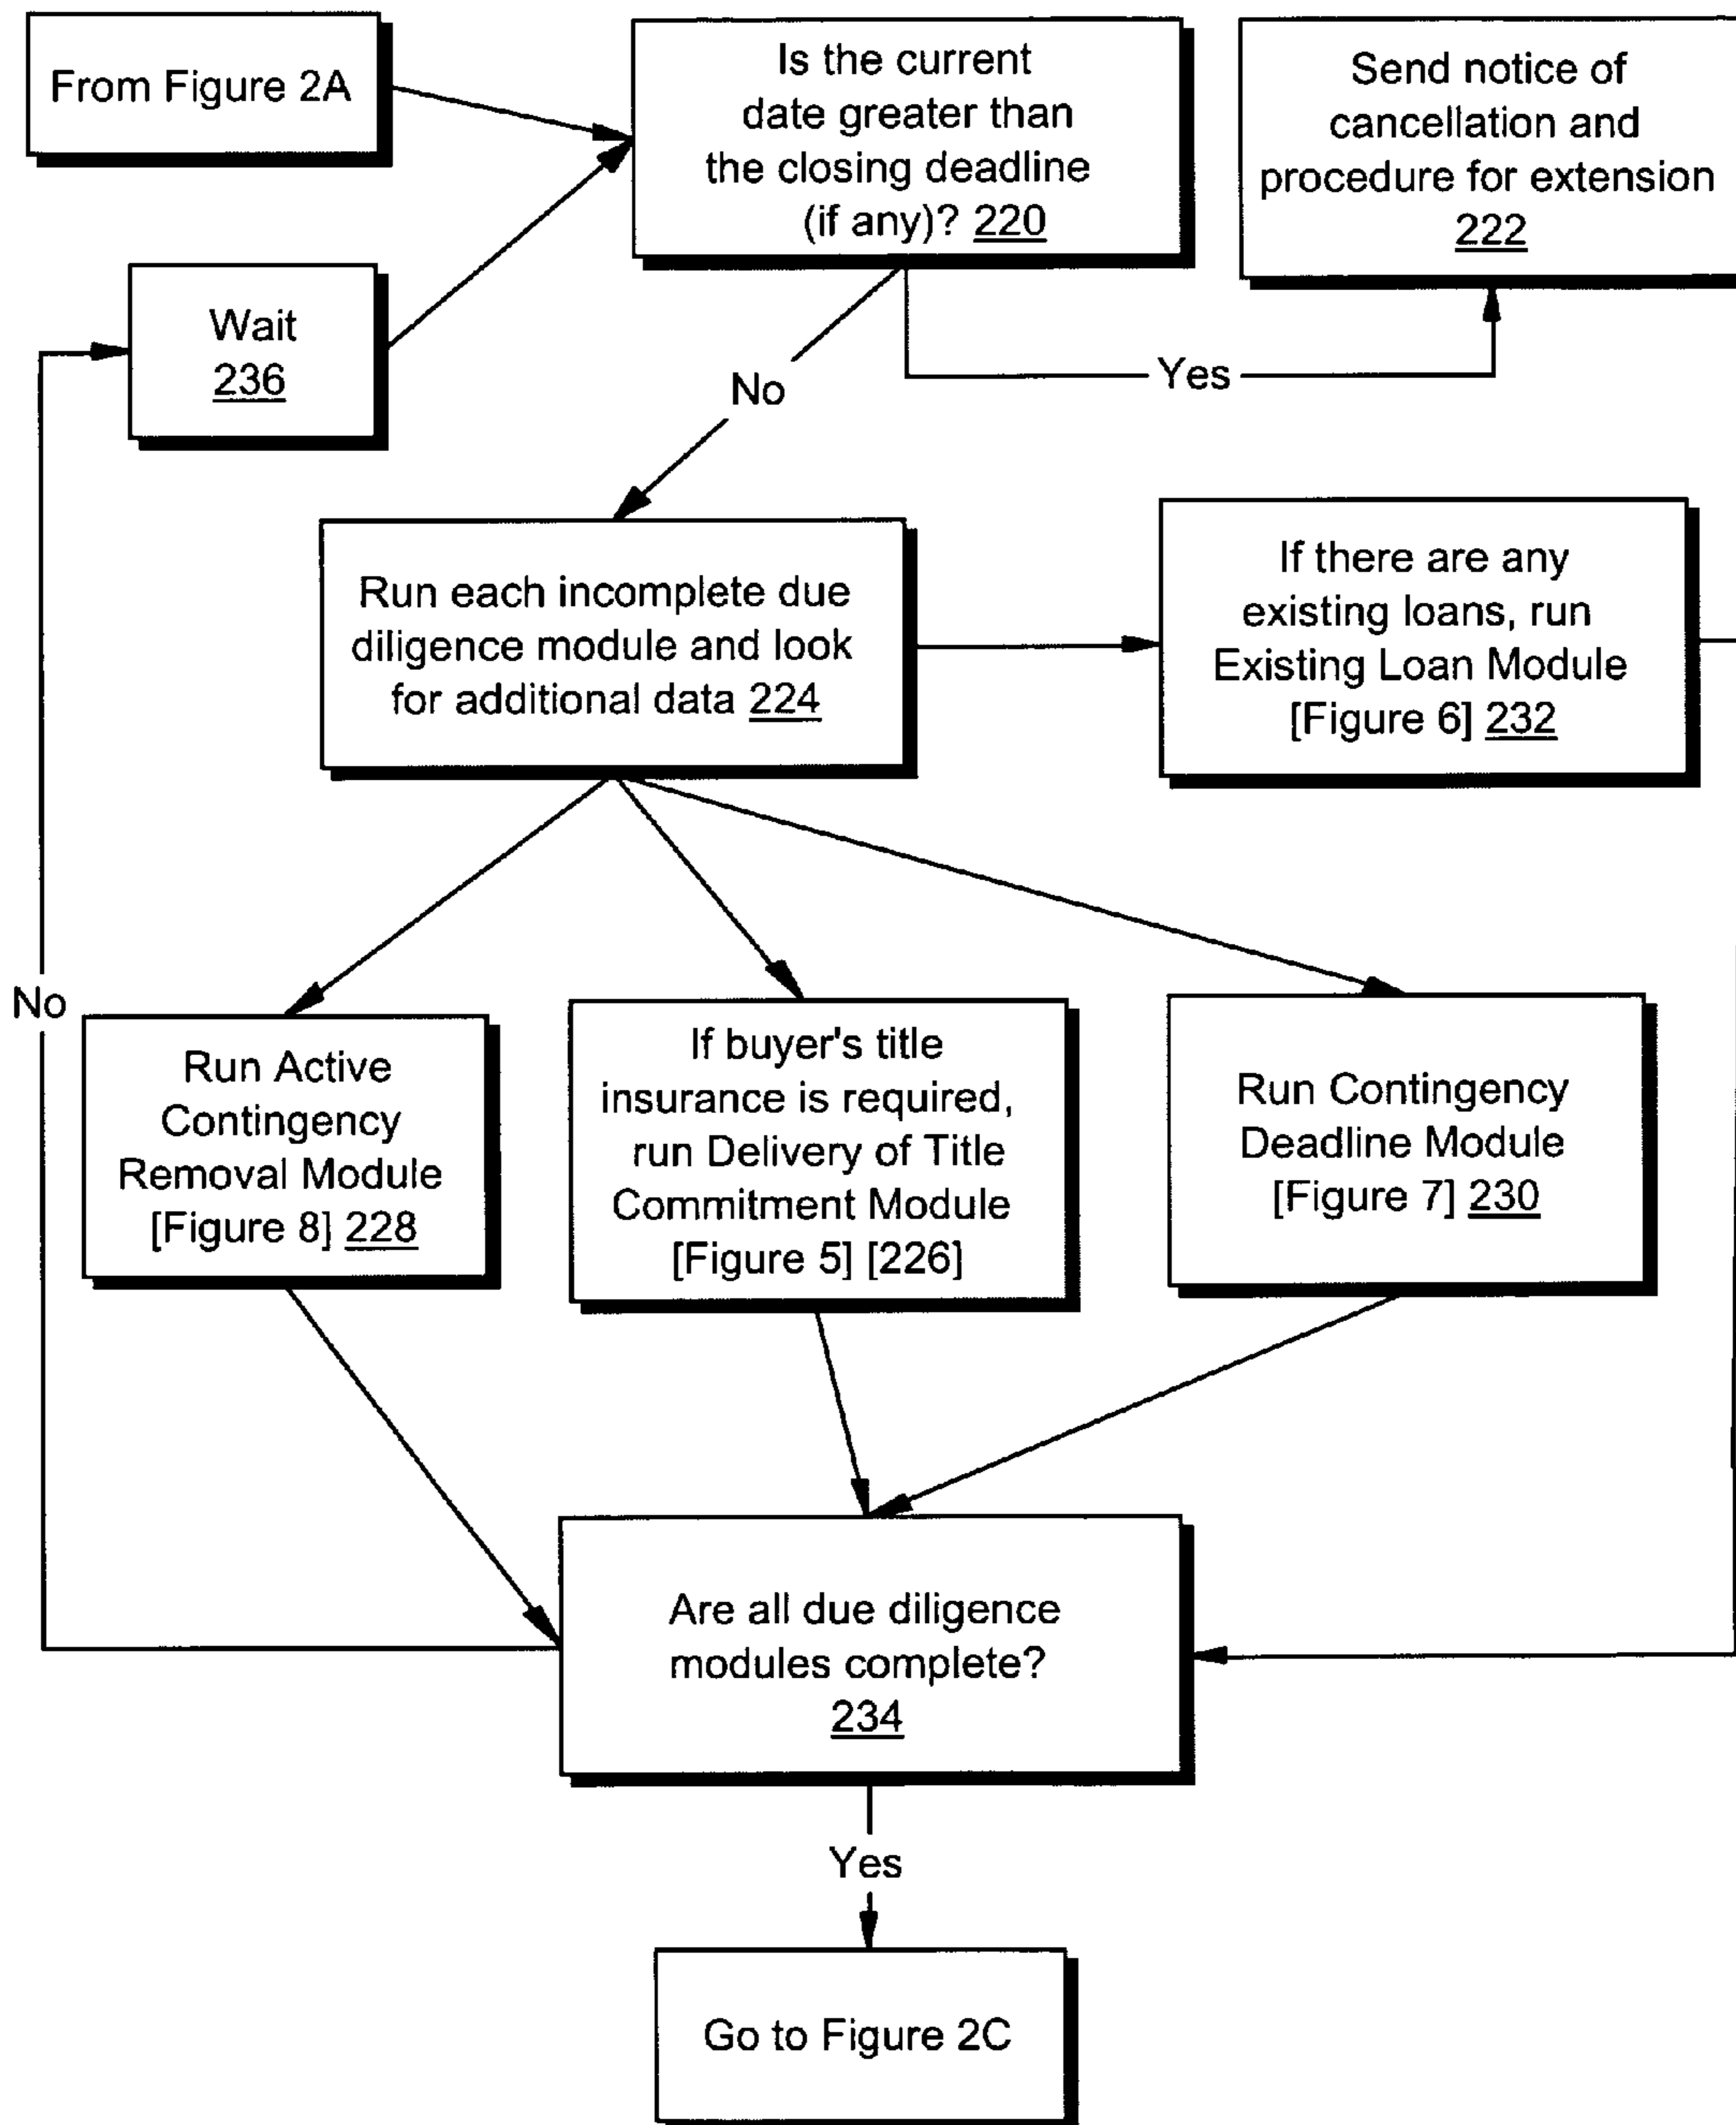 From Figure 2A
Is the current
date greater than
the closing deadline
(if any)? 220
Send notice of
cancellation and
procedure for extension
222
Wait
236
No
Yes
Run each incomplete due
diligence module and look
for additional data 224
If there are any
existing loans, run
Existing Loan Module
[Figure 6] 232
No
Run Active
Contingency
Removal Module
[Figure 8] 228
If buyer's title
insurance is required,
run Delivery of Title
Commitment Module
[Figure 5] [226]
Run Contingency
Deadline Module
[Figure 7] 230
Are all due diligence
modules complete?
234
Yes
Go to Figure 2C